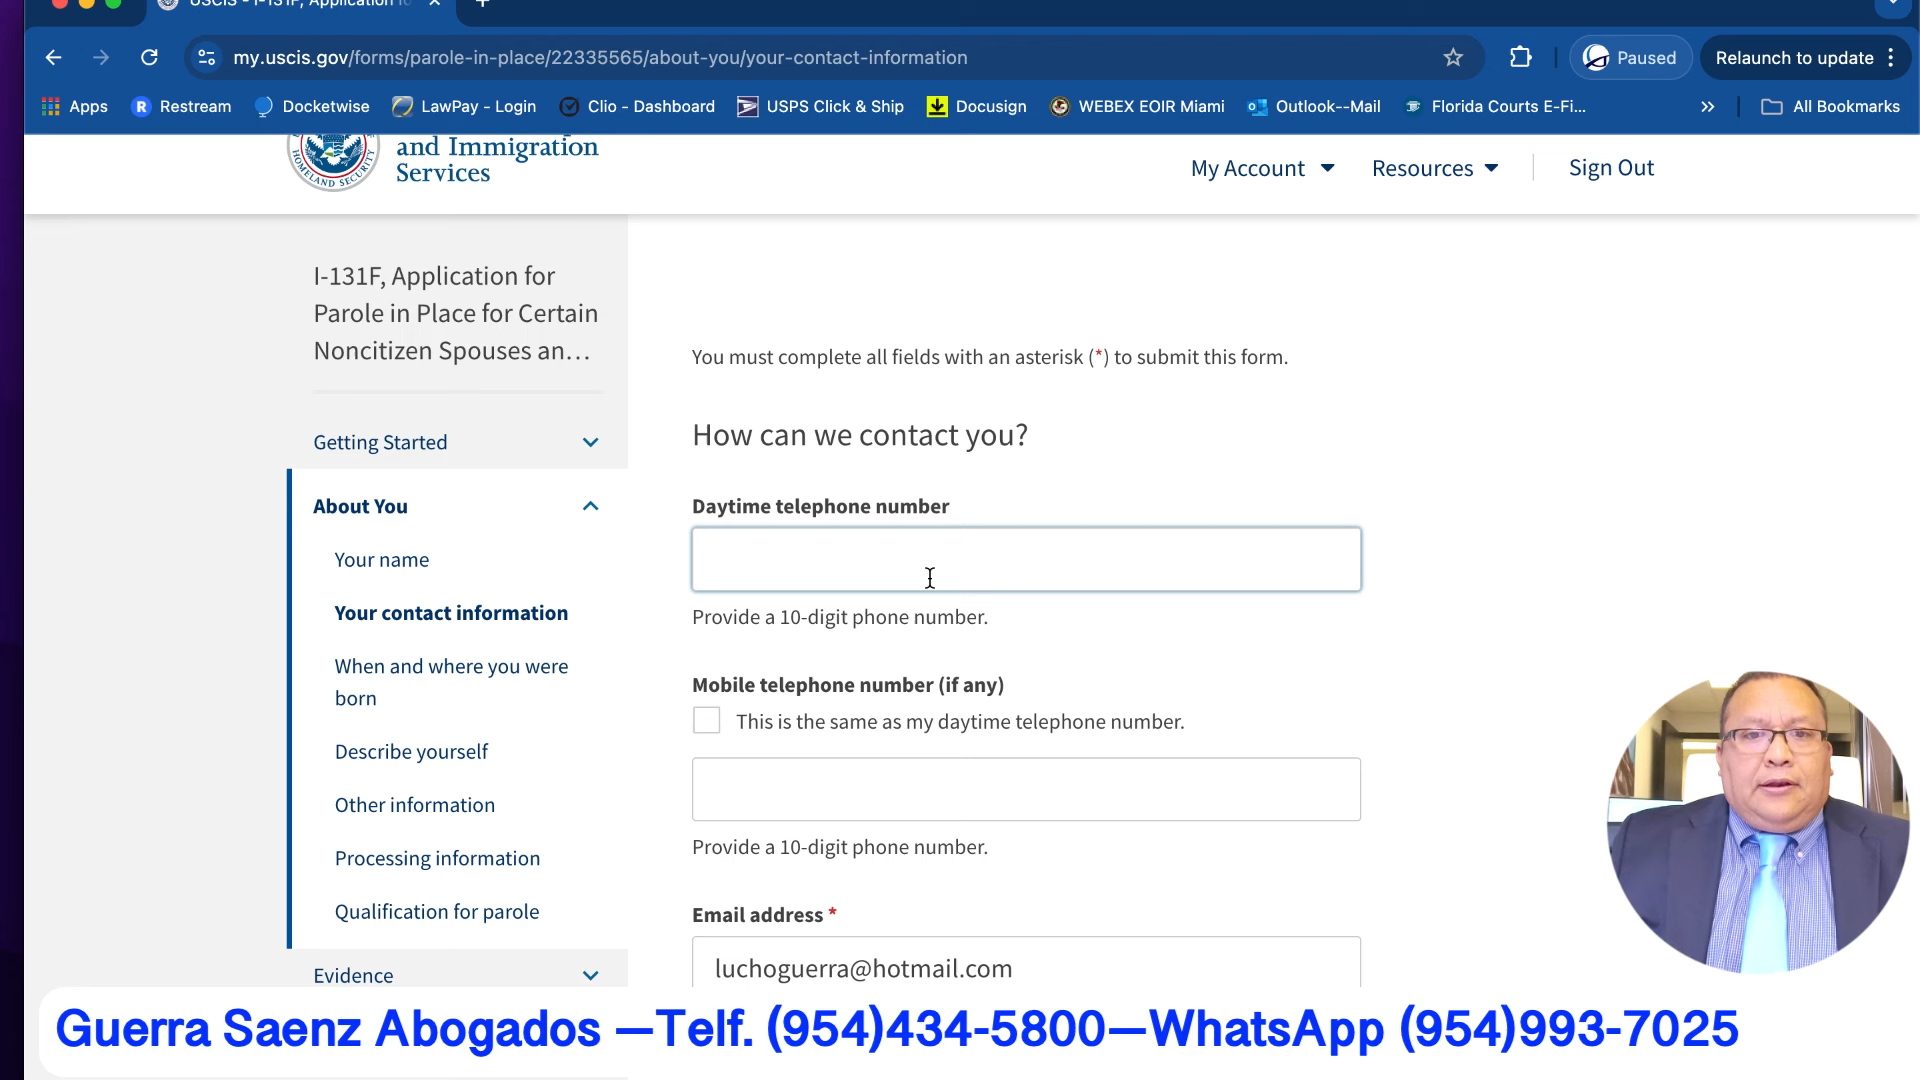 USCIS - I-131F, Application fo
my.uscis.gov/forms/parole-in-place/22335565/about-you/your-contact-information
Paused
Relaunch to update
Apps
Restream
Docketwise
LawPay - Login
Clio - Dashboard
USPS Click & Ship
Docusign
WEBEX EOIR Miami
Outlook--Mail
Florida Courts E-Fi...
All Bookmarks
HOMELAND SECURITY
and Immigration
Services
My Account
Resources
Sign Out
I-131F, Application for
Parole in Place for Certain
Noncitizen Spouses an...
Getting Started
About You
Your name
Your contact information
When and where you were
born
Describe yourself
Other information
Processing information
Qualification for parole
Evidence
You must complete all fields with an asterisk (*) to submit this form.
How can we contact you?
Daytime telephone number
Provide a 10-digit phone number.
Mobile telephone number (if any)
This is the same as my daytime telephone number.
Provide a 10-digit phone number.
Email address *
luchoguerra@hotmail.com
Guerra Saenz Abogados —Telf. (954)434-5800—WhatsApp (954)993-7025